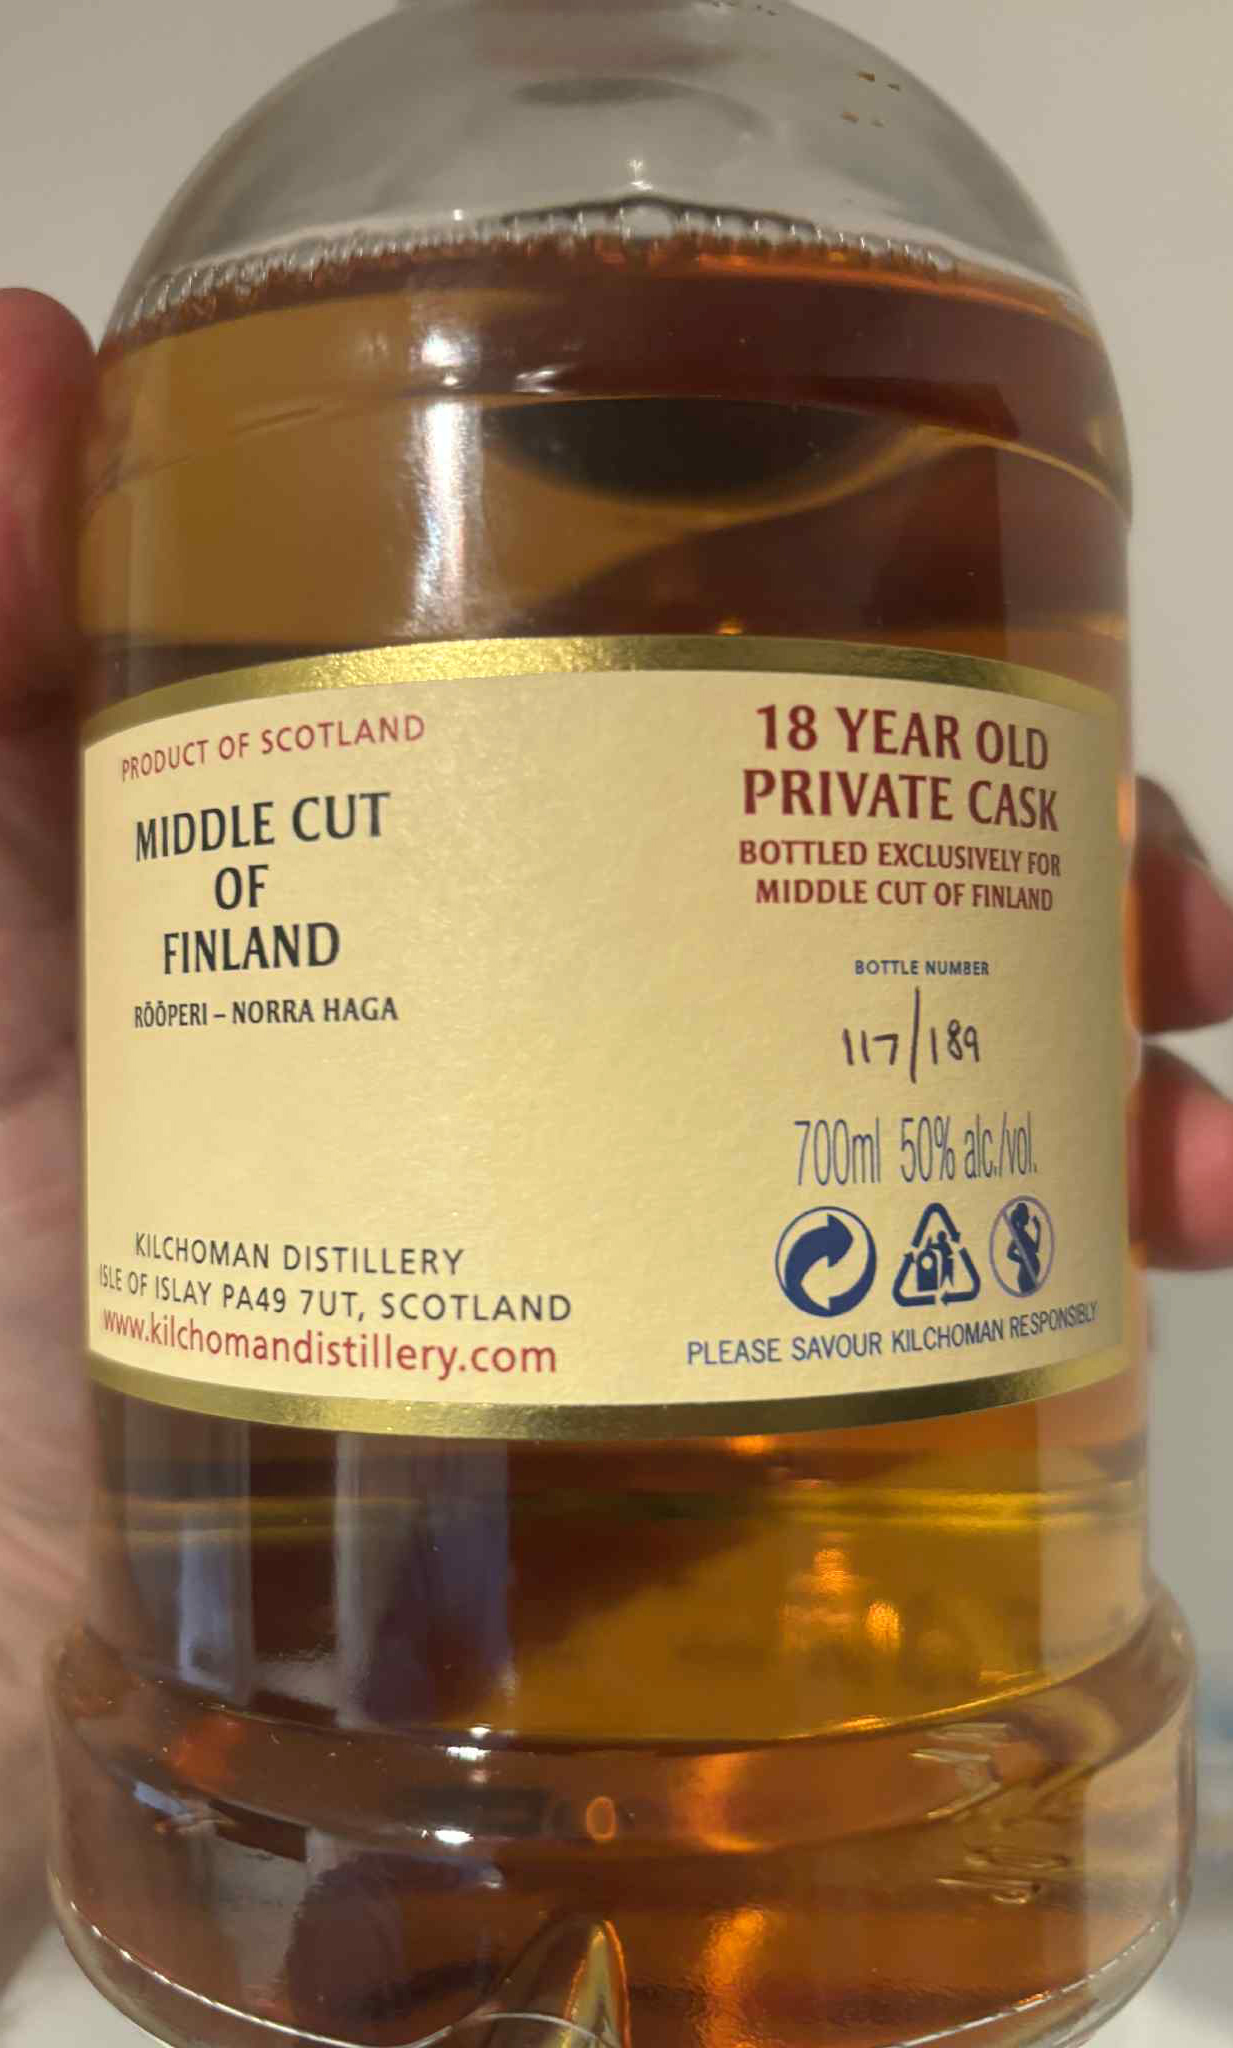 PRODUCT OF SCOTLAND
MIDDLE CUT
OF
FINLAND
RÖÖPERI – NORRA HAGA
KILCHOMAN DISTILLERY
ISLE OF ISLAY PA49 7UT, SCOTLAND
www.kilchomandistillery.com
18 YEAR OLD
PRIVATE CASK
BOTTLED EXCLUSIVELY FOR
MIDDLE CUT OF FINLAND
BOTTLE NUMBER
117/189
700ml 50% alc./vol.
PLEASE SAVOUR KILCHOMAN RESPONSIBLY